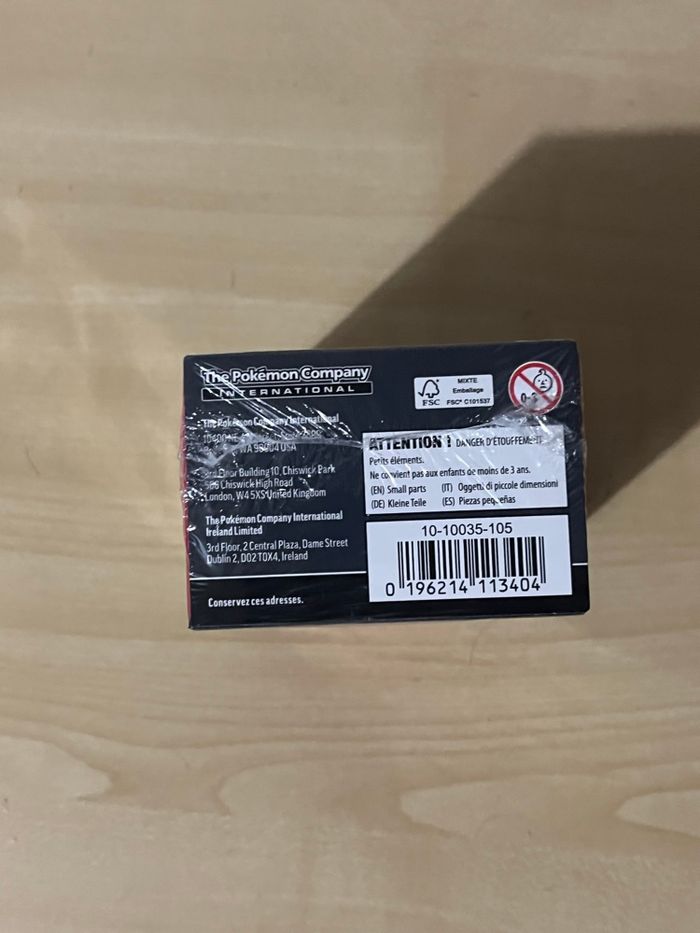 The Pokémon Company
INTERNATIONAL
The Pokémon Company International
WA 98004 USA
3rd Floor Building 10, Chiswick Park
566 Chiswick High Road
London, W4 5XS United Kingdom
The Pokémon Company International
Ireland Limited
3rd Floor, 2 Central Plaza, Dame Street
Dublin 2, D02 T0X4, Ireland
Conservez ces adresses.
FSC
MIXTE
Emballage
FSC® C101537
0-3
ATTENTION ! DANGER D'ÉTOUFFEMENT
Petits éléments.
Ne convient pas aux enfants de moins de 3 ans.
(EN) Small parts (IT) Oggetti di piccole dimensioni
(DE) Kleine Teile (ES) Piezas pequeñas
10-10035-105
0 196214 113404